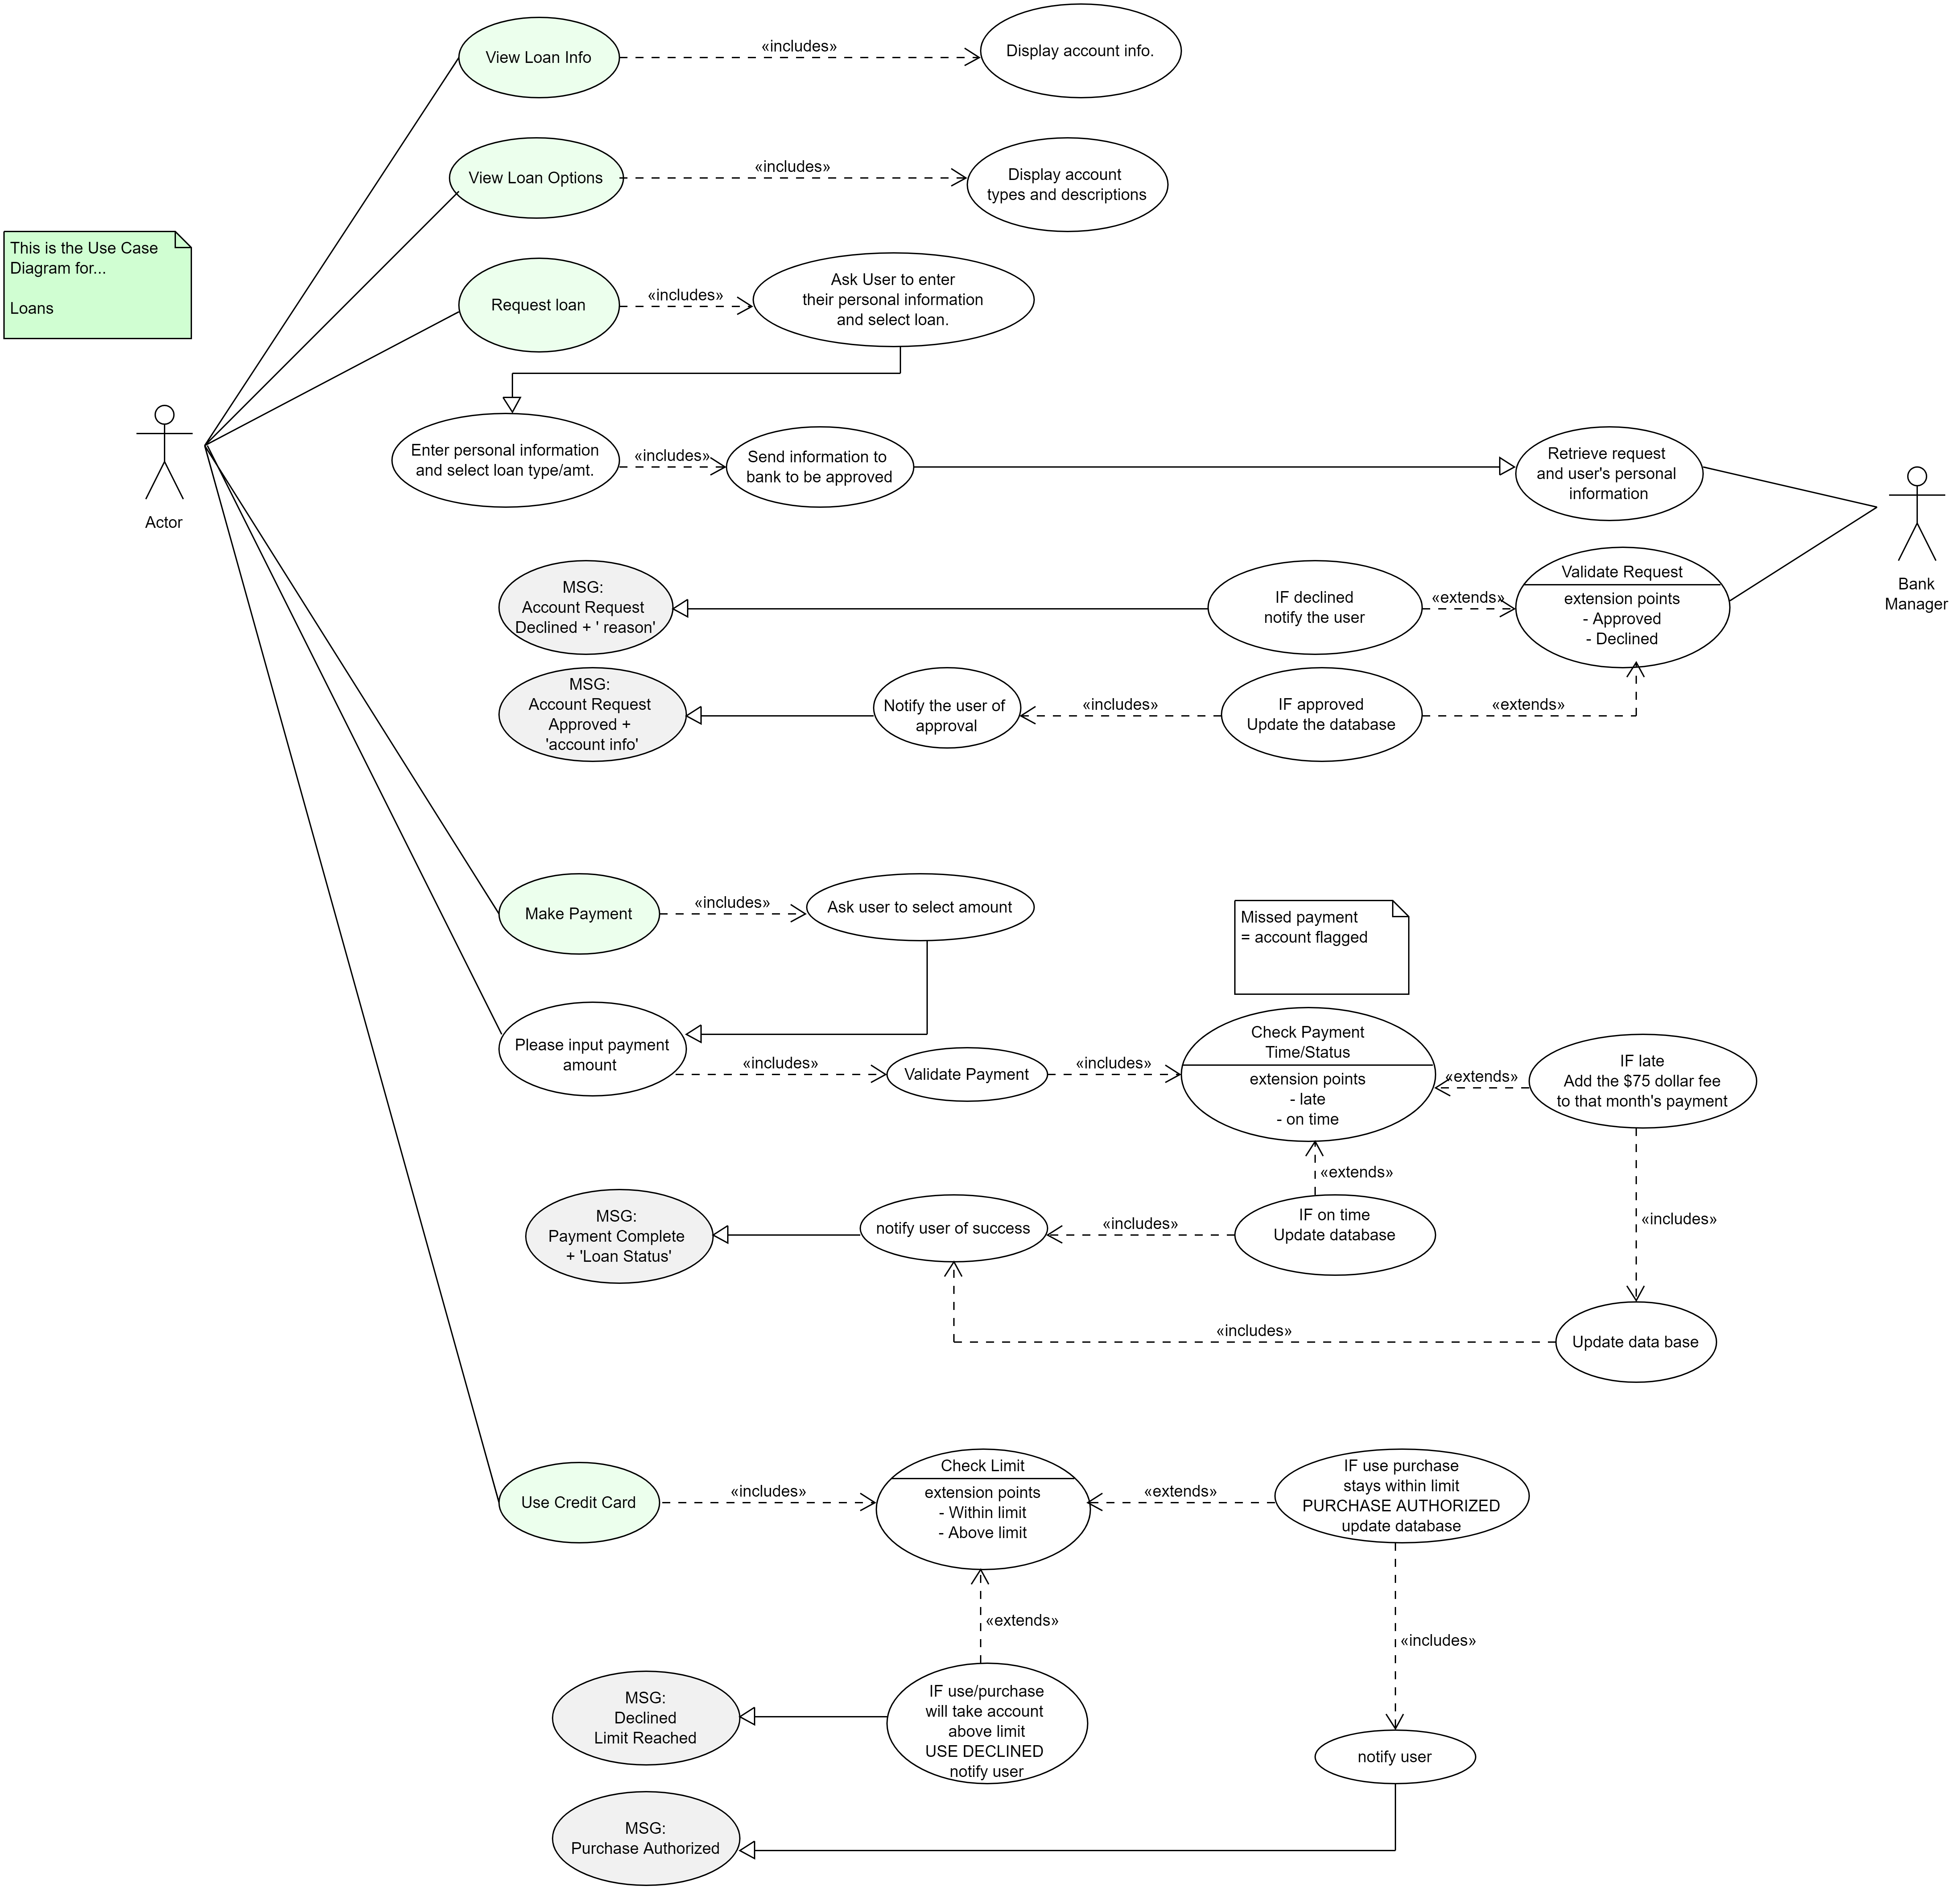 View Loan Info
«includes»
Display account info.
View Loan Options
«includes»
Display account
types and descriptions
This is the Use Case
Diagram for...
Loans
Request loan
«includes»
Ask User to enter
their personal information
and select loan.
Actor
Enter personal information
and select loan type/amt.
«includes»
Send information to
bank to be approved
Retrieve request
and user's personal
information
Bank
Manager
MSG:
Account Request
Declined + ' reason'
IF declined
notify the user
«extends»
Validate Request
extension points
- Approved
- Declined
MSG:
Account Request
Approved +
'account info'
Notify the user of
approval
«includes»
IF approved
Update the database
«extends»
Make Payment
«includes»
Ask user to select amount
Missed payment
= account flagged
Please input payment
amount
«includes»
Validate Payment
«includes»
Check Payment
Time/Status
extension points
- late
- on time
«extends»
IF late
Add the $75 dollar fee
to that month's payment
«extends»
MSG:
Payment Complete
+ 'Loan Status'
notify user of success
«includes»
IF on time
Update database
«includes»
«includes»
Update data base
Use Credit Card
«includes»
Check Limit
extension points
- Within limit
- Above limit
«extends»
IF use purchase
stays within limit
PURCHASE AUTHORIZED
update database
«extends»
«includes»
MSG:
Declined
Limit Reached
IF use/purchase
will take account
above limit
USE DECLINED
notify user
notify user
MSG:
Purchase Authorized